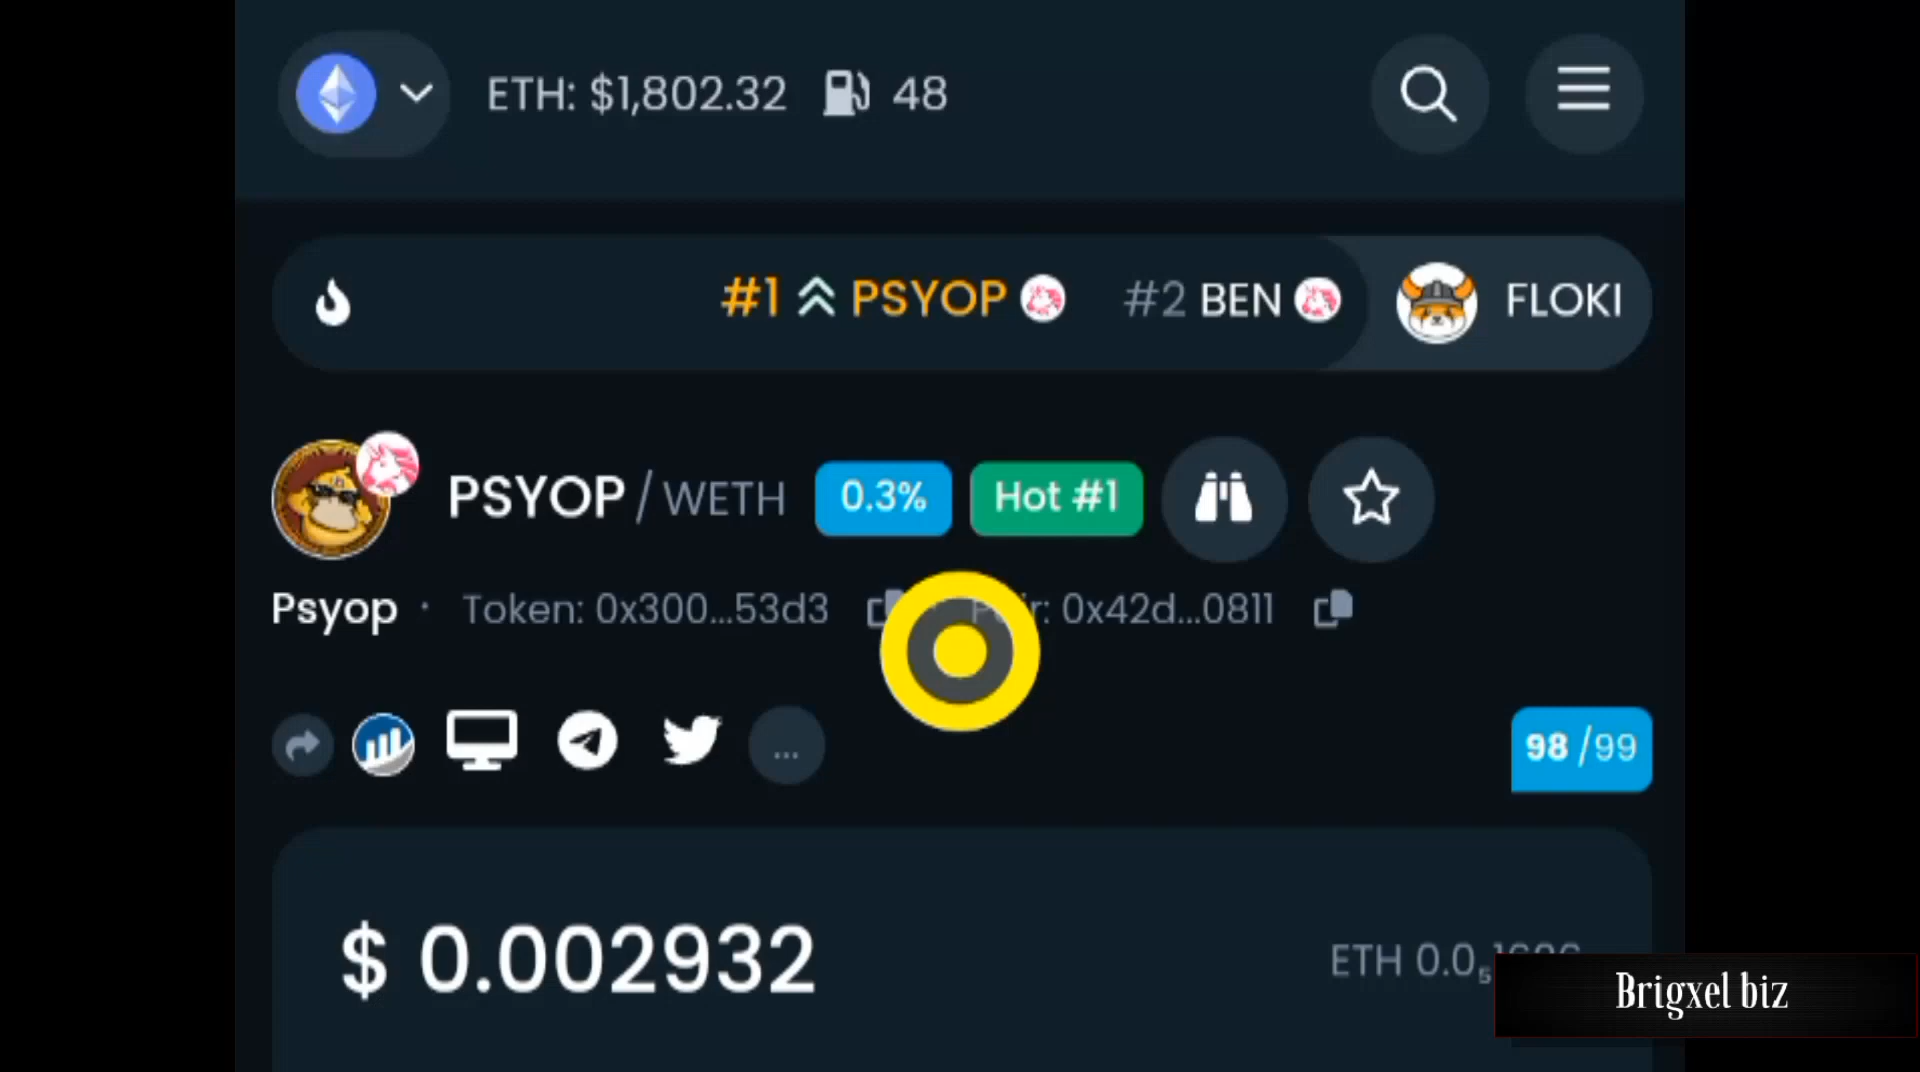 ETH: $1,802.32 48
#1 PSYOP #2 BEN FLOKI
PSYOP / WETH 0.3% Hot #1
Psyop · Token: 0x300...53d3 0x42d...0811
...
98 /99
$ 0.002932
ETH
Brigxel biz